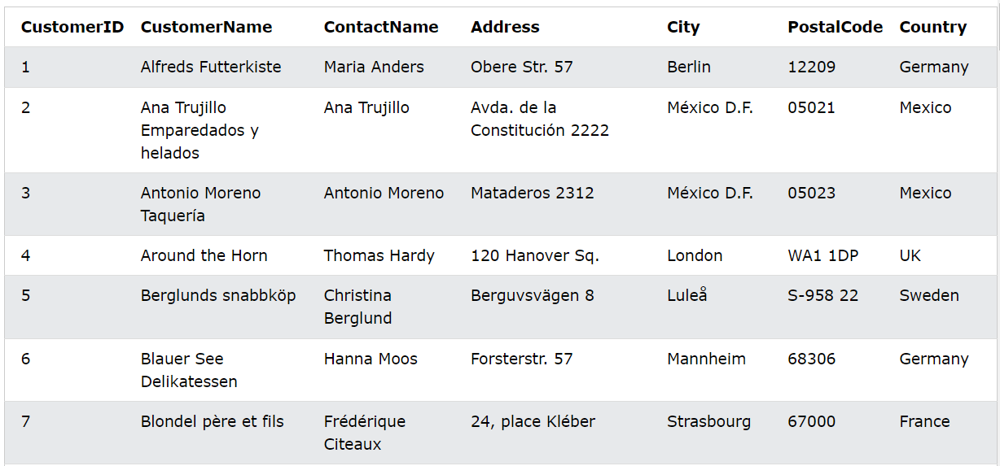 CustomerID CustomerName ContactName Address City PostalCode Country
1 Alfreds Futterkiste Maria Anders Obere Str. 57 Berlin 12209 Germany
2 Ana Trujillo Ana Trujillo Avda. de la México D.F. 05021 Mexico
Emparedados y Constitución 2222
helados
3 Antonio Moreno Antonio Moreno Mataderos 2312 México D.F. 05023 Mexico
Taquería
4 Around the Horn Thomas Hardy 120 Hanover Sq. London WA1 1DP UK
5 Berglunds snabbköp Christina Berguvsvägen 8 Luleå S-958 22 Sweden
Berglund
6 Blauer See Hanna Moos Forsterstr. 57 Mannheim 68306 Germany
Delikatessen
7 Blondel père et fils Frédérique 24, place Kléber Strasbourg 67000 France
Citeaux